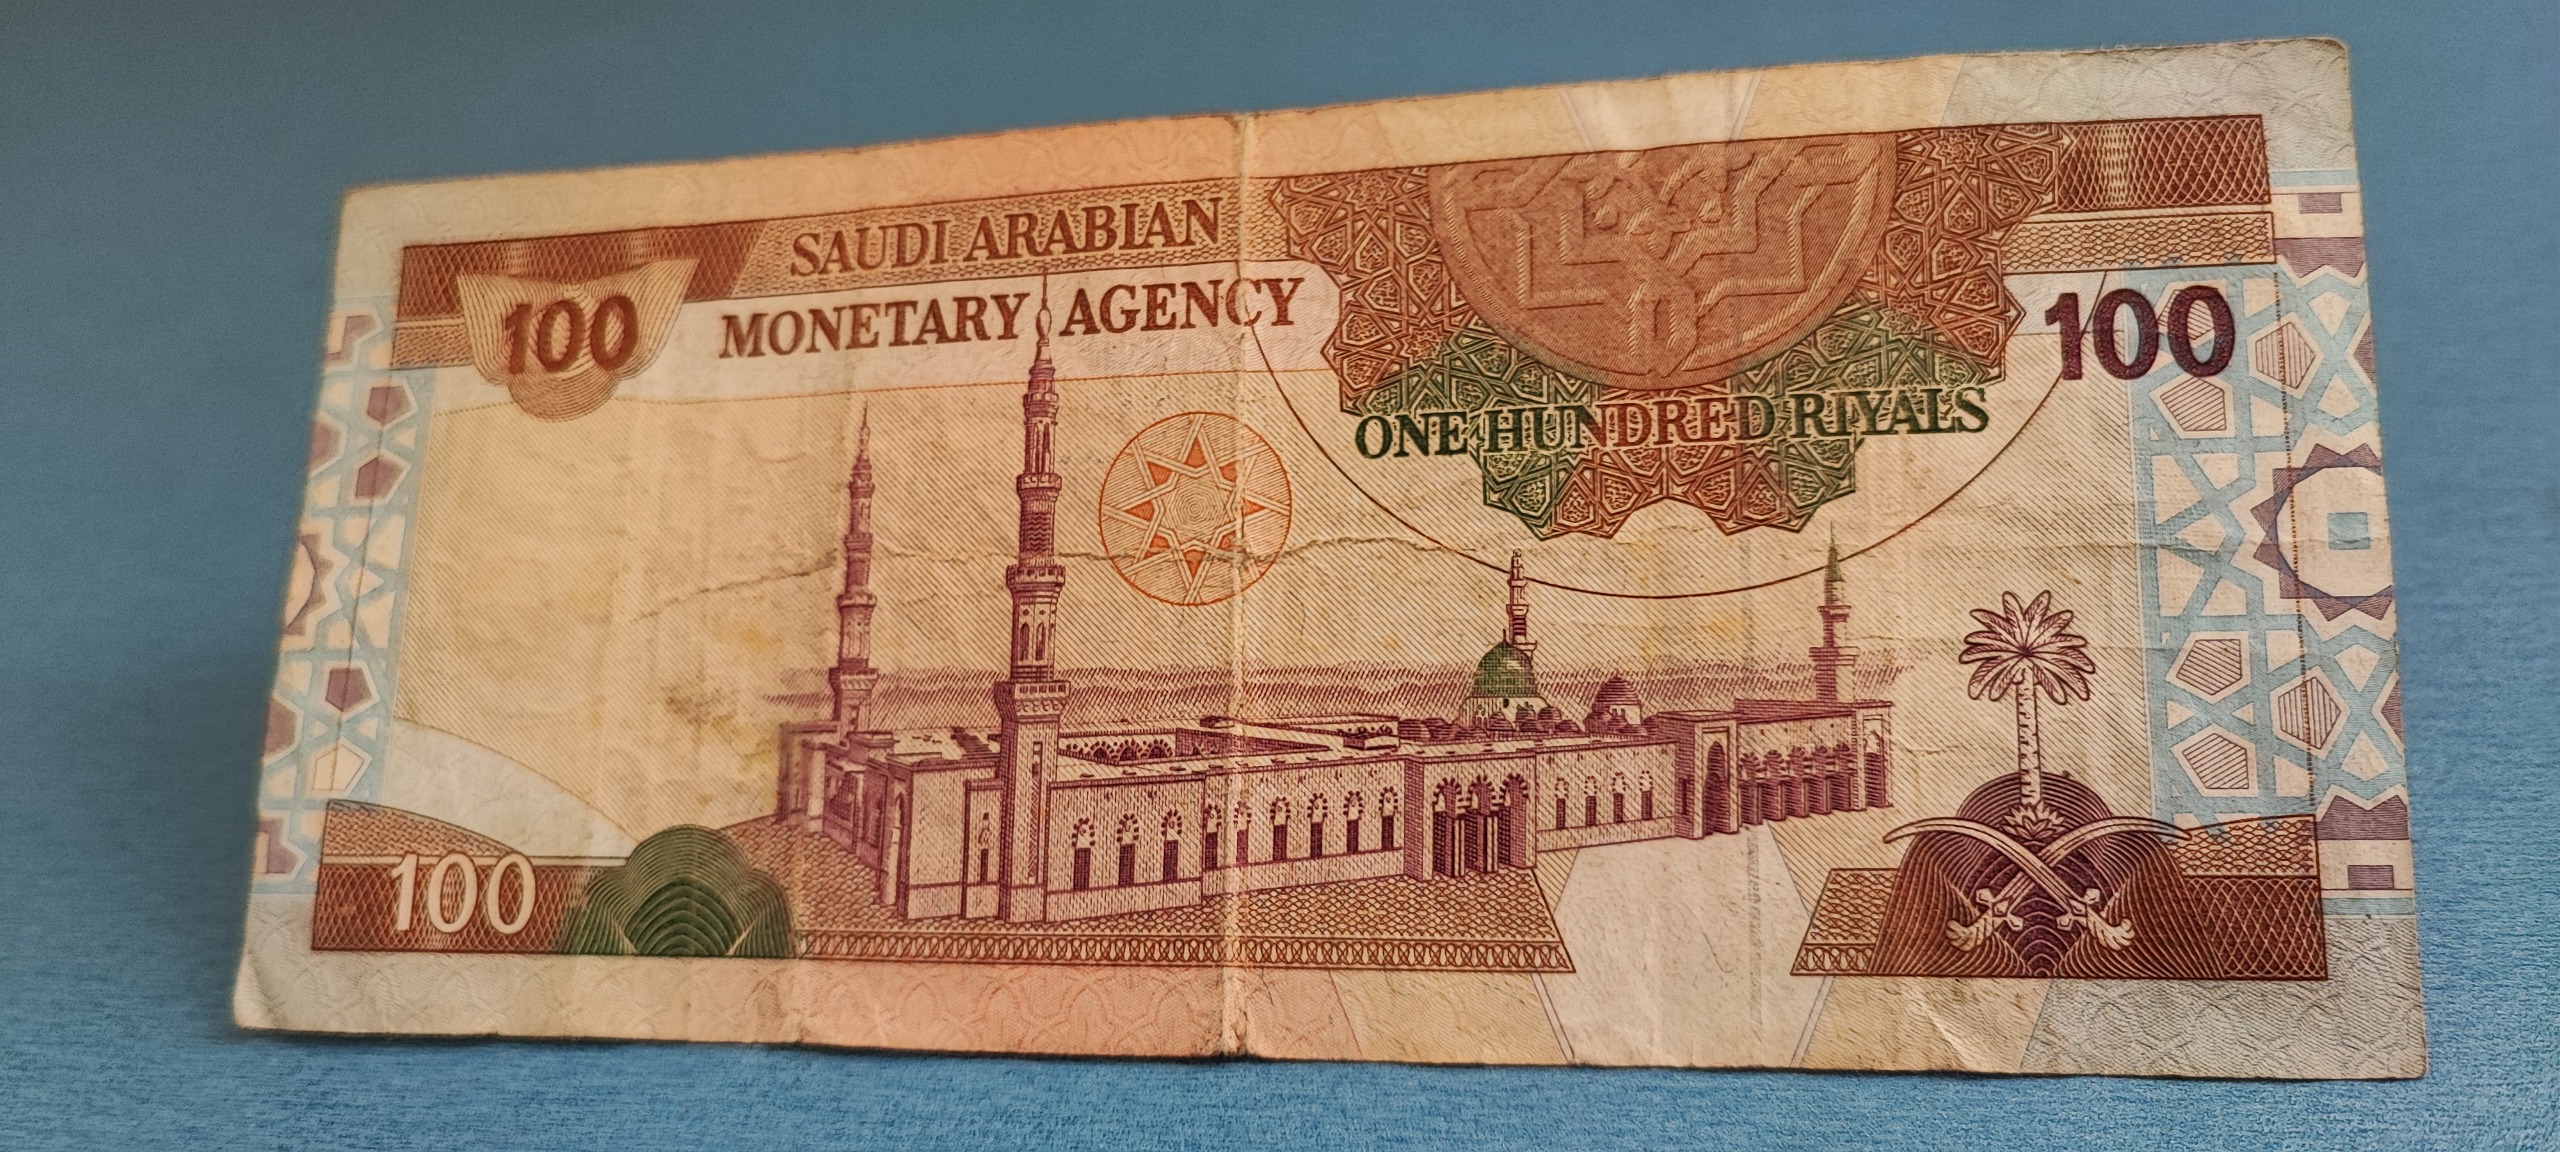 SAUDI ARABIAN
MONETARY AGENCY
100
100
ONE HUNDRED RIYALS
100